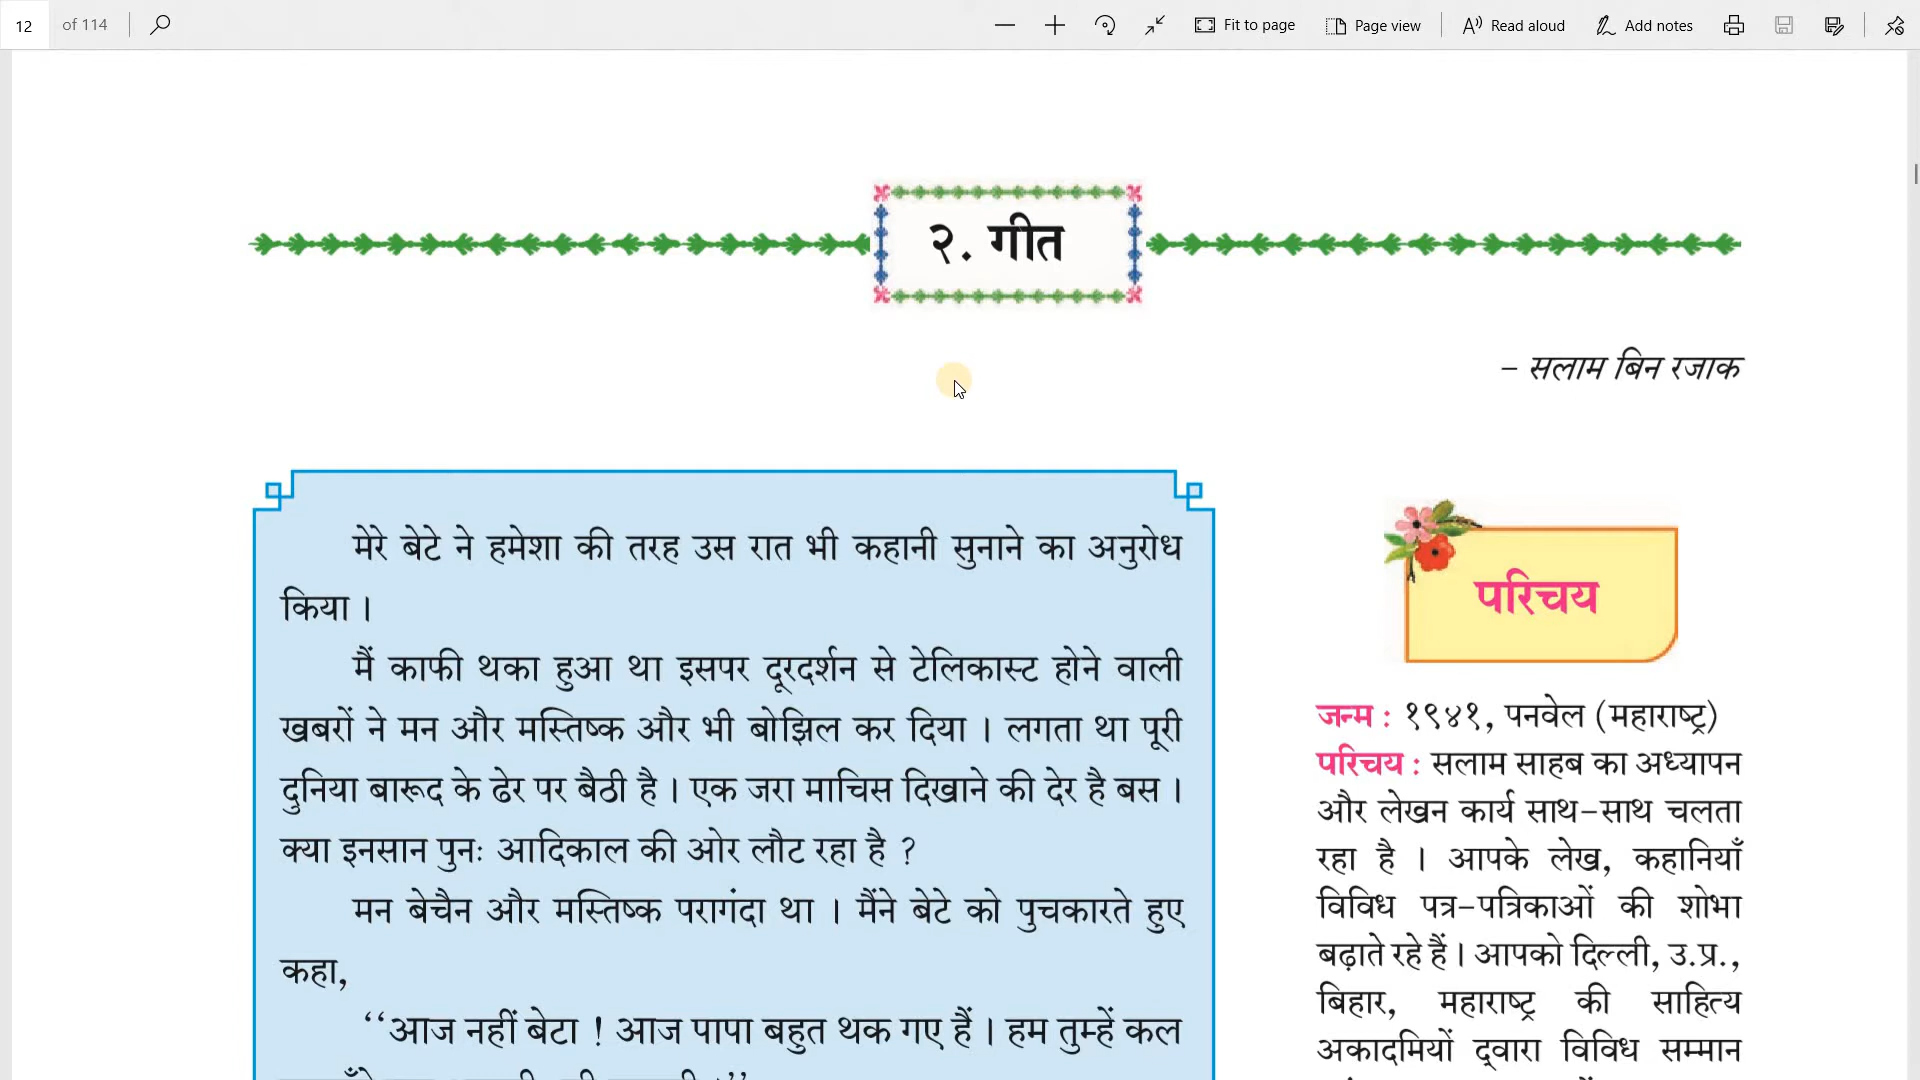 12 of 114 Fit to page Page view Read aloud Add notes
२. गीत
– सलाम बिन रजाक
मेरे बेटे ने हमेशा की तरह उस रात भी कहानी सुनाने का अनुरोध
किया ।
मैं काफी थका हुआ था इसपर दूरदर्शन से टेलिकास्ट होने वाली
खबरों ने मन और मस्तिष्क और भी बोझिल कर दिया । लगता था पूरी
दुनिया बारूद के ढेर पर बैठी है । एक जरा माचिस दिखाने की देर है बस ।
क्या इनसान पुनः आदिकाल की ओर लौट रहा है ?
मन बेचैन और मस्तिष्क परागंदा था । मैंने बेटे को पुचकारते हुए
कहा,
‘‘आज नहीं बेटा ! आज पापा बहुत थक गए हैं । हम तुम्हें कल
परिचय
जन्म : १९४१, पनवेल (महाराष्ट्र)
परिचय : सलाम साहब का अध्यापन
और लेखन कार्य साथ-साथ चलता
रहा है । आपके लेख, कहानियाँ
विविध पत्र-पत्रिकाओं की शोभा
बढ़ाते रहे हैं । आपको दिल्ली, उ.प्र.,
बिहार, महाराष्ट्र की साहित्य
अकादमियों द्वारा विविध सम्मान